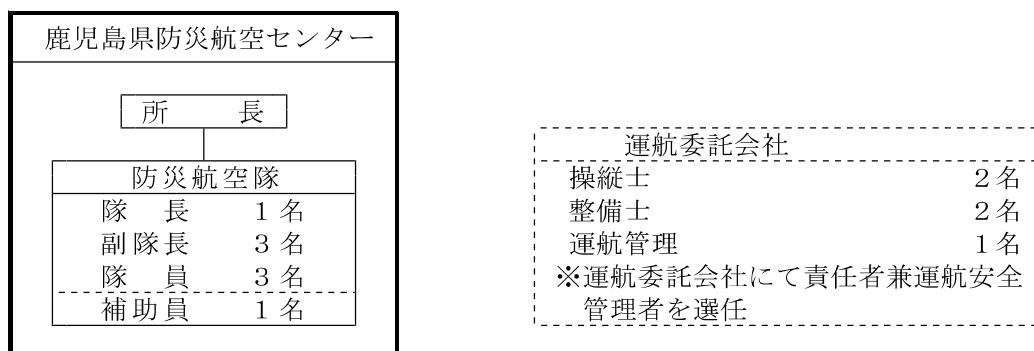 鹿児島県防災航空センター
所　　長
防災航空隊
隊　長　　１名
副隊長　　３名
隊　員　　３名
補助員　　１名
運航委託会社
操縦士　　２名
整備士　　２名
運航管理　　１名
※運航委託会社にて責任者兼運航安全
管理者を選任